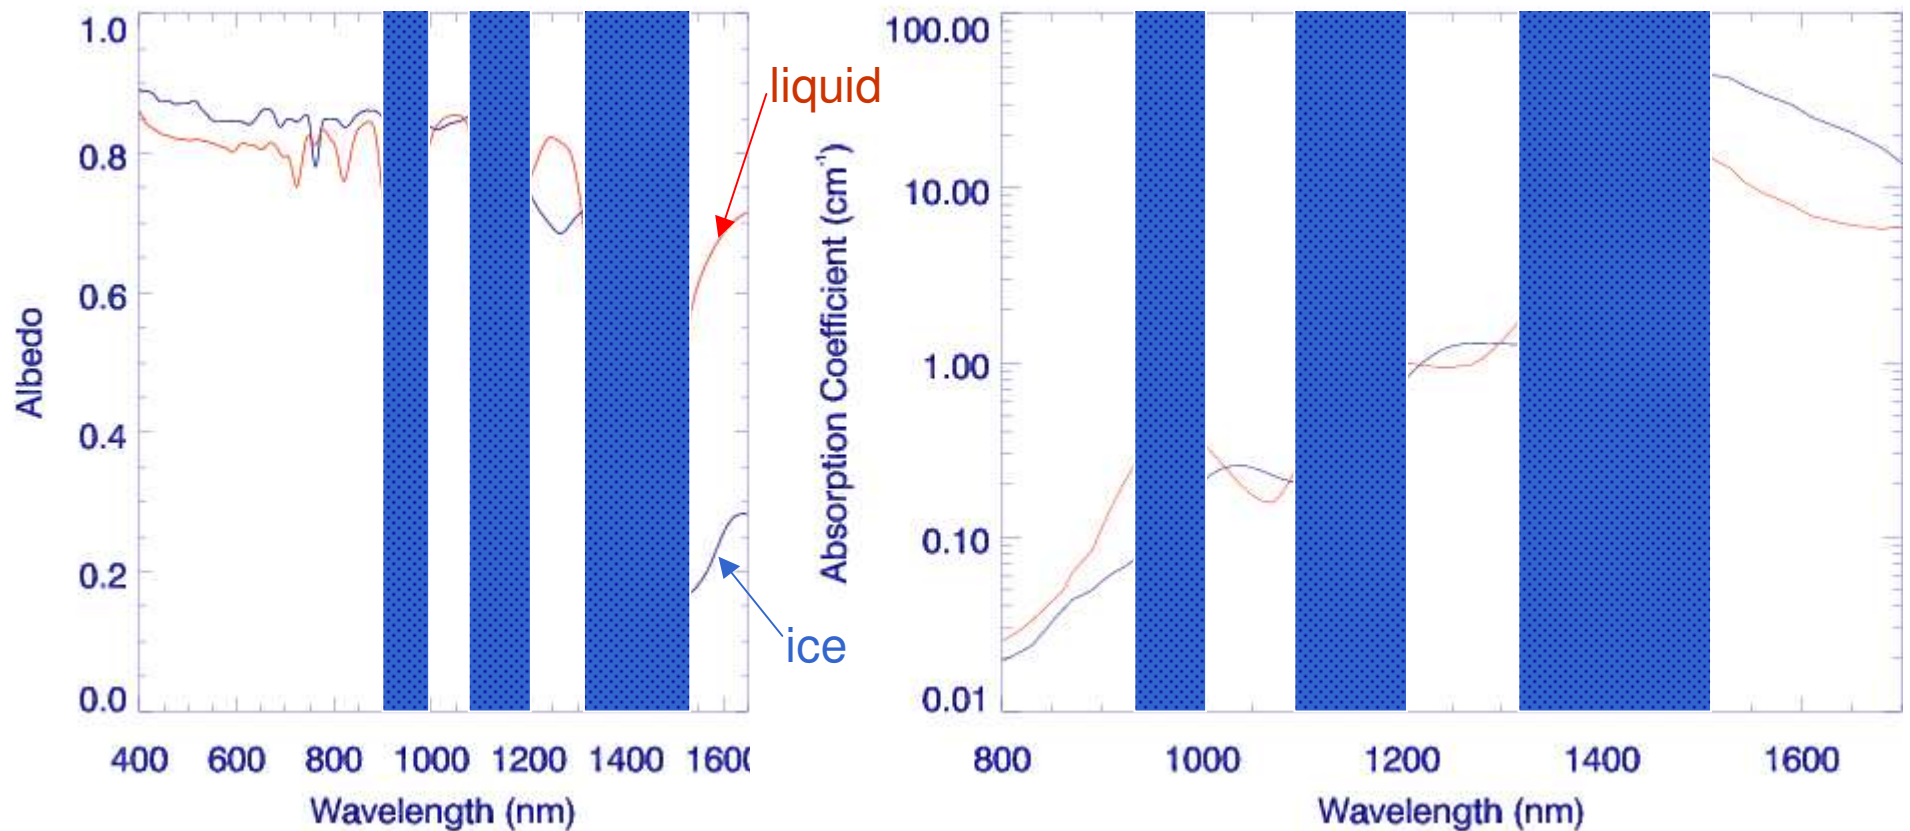 1.0
0.8
0.6
0.4
0.2
0.0
Albedo
400 600 800 1000 1200 1400 1600
Wavelength (nm)
liquid
ice
100.00
10.00
1.00
0.10
0.01
Absorption Coefficient (cm⁻¹)
800 1000 1200 1400 1600
Wavelength (nm)